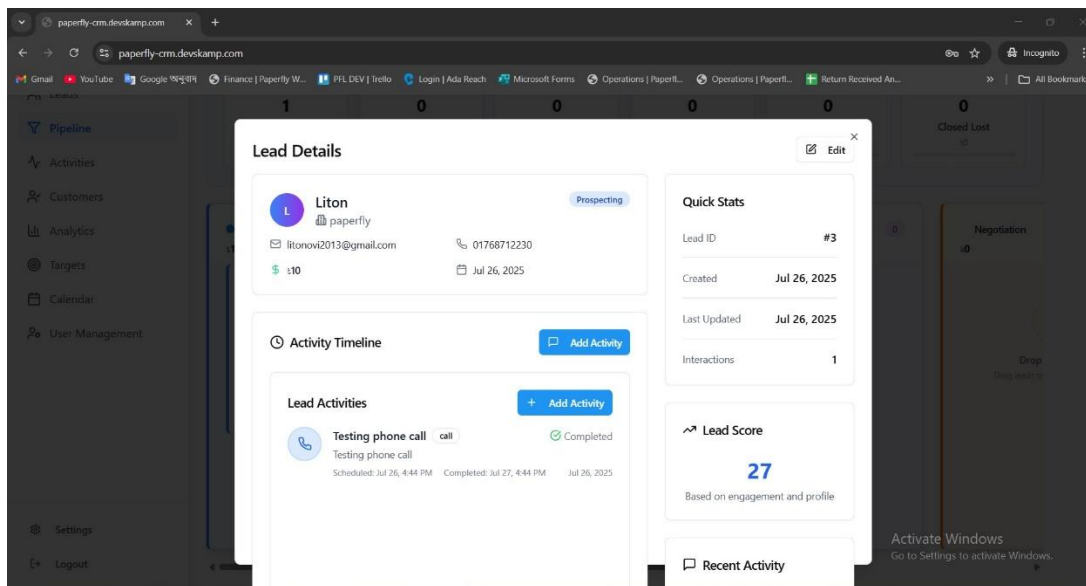 paperfly-crm.devskamp.com
paperfly-crm.devskamp.com
Incognito
Gmail YouTube Google অনুবাদ Finance | Paperfly W... PFL DEV | Trello Login | Ada Reach Microsoft Forms Operations | Paperfl... Operations | Paperfl... Return Received An... » All Bookmark
Leads
Pipeline
Activities
Customers
Analytics
Targets
Calendar
User Management
Settings
Logout
1 0 0 0 0 0
Closed Lost
৳0
0
Negotiation
৳0
Drop
Lead Details
Edit
L
Liton
Prospecting
paperfly
litonovi2013@gmail.com 01768712230
$ ৳10 Jul 26, 2025
Activity Timeline
Add Activity
Lead Activities
+ Add Activity
Testing phone call call Completed
Testing phone call
Scheduled: Jul 26, 4:44 PM Completed: Jul 27, 4:44 PM Jul 26, 2025
Quick Stats
Lead ID #3
Created Jul 26, 2025
Last Updated Jul 26, 2025
Interactions 1
Lead Score
27
Based on engagement and profile
Recent Activity
Activate Windows
Go to Settings to activate Windows.